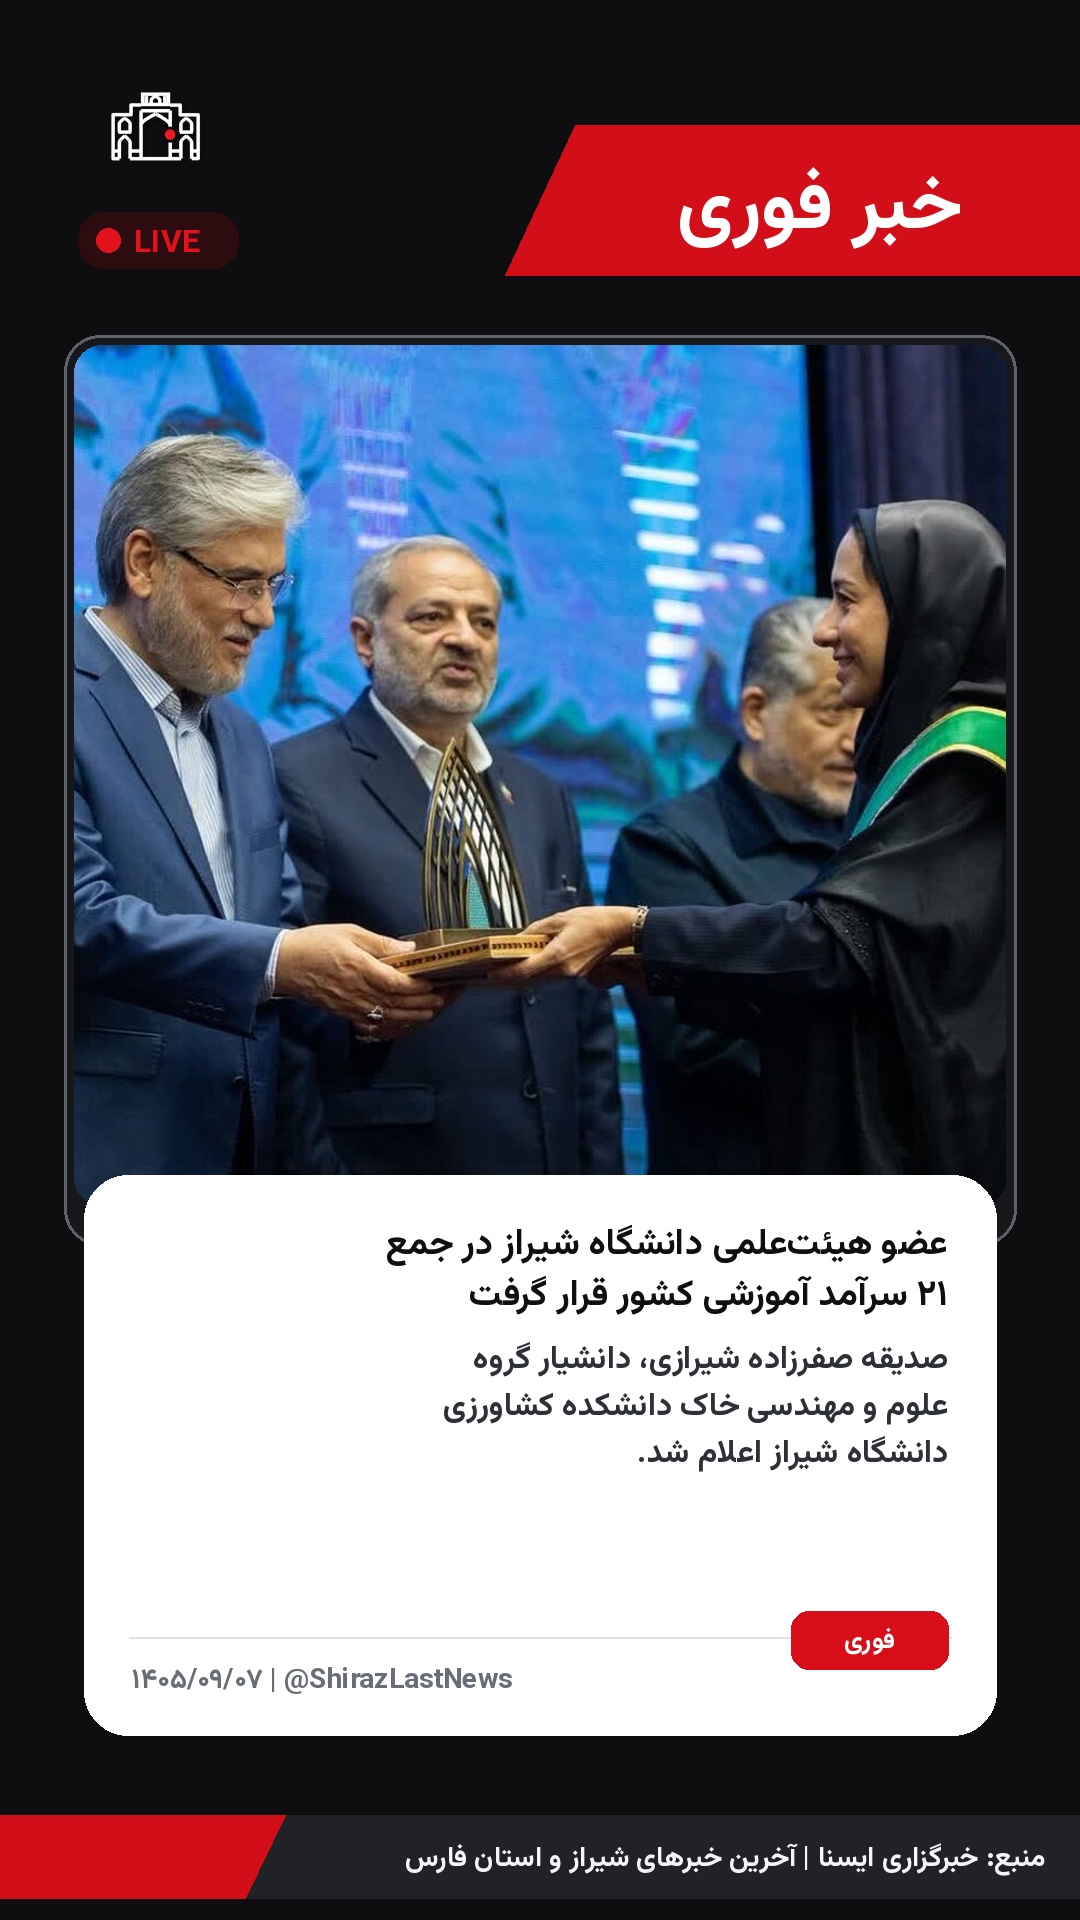 خبر فوری
LIVE
عضو هیئت‌علمی دانشگاه شیراز در جمع
۲۱ سرآمد آموزشی کشور قرار گرفت
صدیقه صفرزاده شیرازی، دانشیار گروه
علوم و مهندسی خاک دانشکده کشاورزی
دانشگاه شیراز اعلام شد.
فوری
۱۴۰۵/۰۹/۰۷ | @ShirazLastNews
منبع: خبرگزاری ایسنا | آخرین خبرهای شیراز و استان فارس